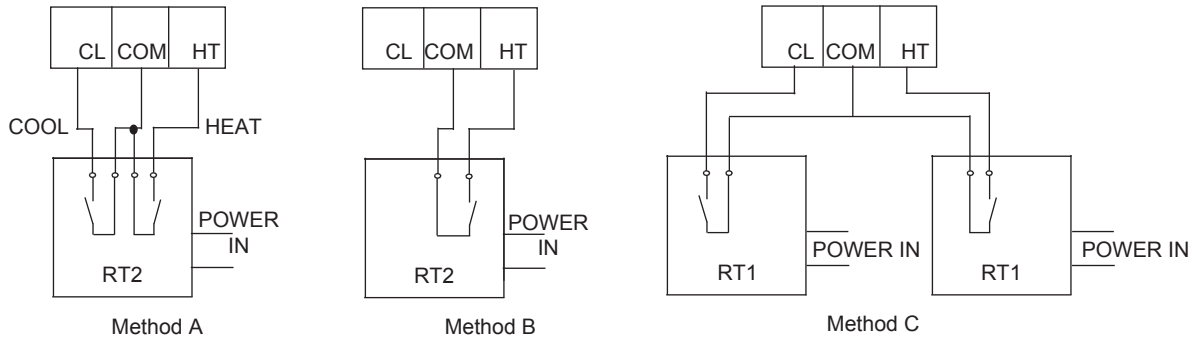 CL COM HT
COOL HEAT
POWER
IN
RT2
Method A
CL COM HT
POWER
IN
RT2
Method B
CL COM HT
POWER IN
RT1
POWER IN
RT1
Method C